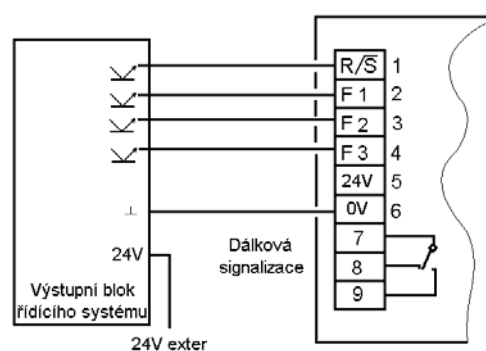 R/S̅ 1
F 1 2
F 2 3
F 3 4
24V 5
⊥ 0V 6
7
24V Dálková 8
signalizace 9
Výstupní blok
řídícího systému
24V exter